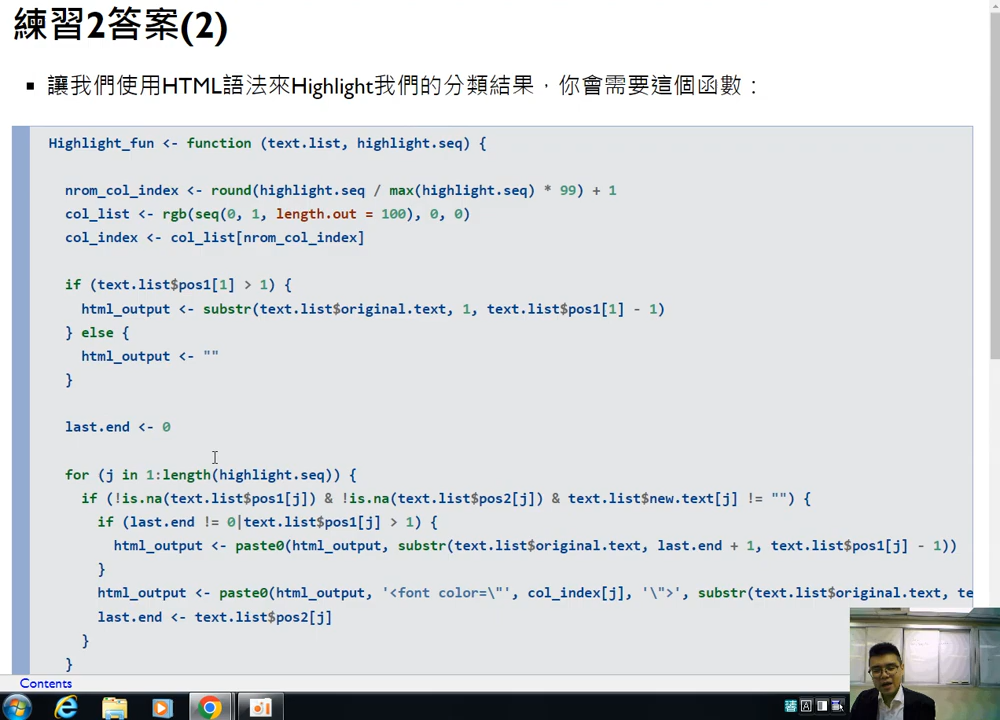 練習2答案(2)
▪ 讓我們使用HTML語法來Highlight我們的分類結果，你會需要這個函數：
Highlight_fun <- function (text.list, highlight.seq) {
nrom_col_index <- round(highlight.seq / max(highlight.seq) * 99) + 1
col_list <- rgb(seq(0, 1, length.out = 100), 0, 0)
col_index <- col_list[nrom_col_index]
if (text.list$pos1[1] > 1) {
html_output <- substr(text.list$original.text, 1, text.list$pos1[1] - 1)
} else {
html_output <- ""
}
last.end <- 0
for (j in 1:length(highlight.seq)) {
if (!is.na(text.list$pos1[j]) & !is.na(text.list$pos2[j]) & text.list$new.text[j] != "") {
if (last.end != 0|text.list$pos1[j] > 1) {
html_output <- paste0(html_output, substr(text.list$original.text, last.end + 1, text.list$pos1[j] - 1))
}
html_output <- paste0(html_output, '<font color=\"', col_index[j], '\">', substr(text.list$original.text, te
last.end <- text.list$pos2[j]
}
}
Contents